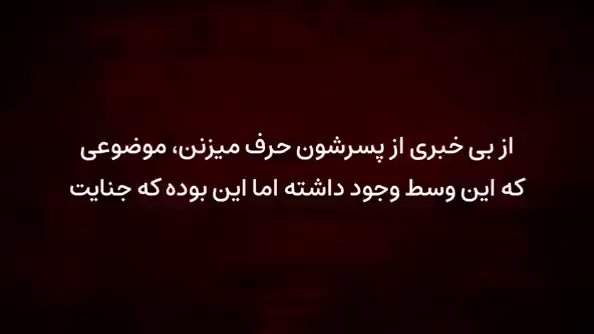 از بی خبری از پسرشون حرف میزنن، موضوعی
که این وسط وجود داشته اما این بوده که جنایت